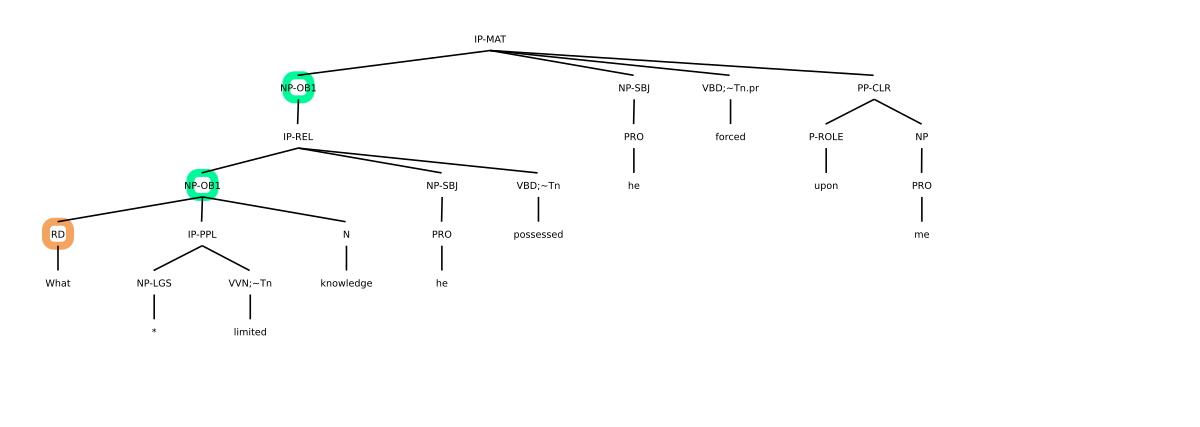 IP-MAT
NP-OB1 NP-SBJ VBD;~Tn.pr PP-CLR
IP-REL PRO forced P-ROLE NP
NP-OB1 NP-SBJ VBD;~Tn he upon PRO
RD IP-PPL N PRO possessed me
What NP-LGS VVN;~Tn knowledge he
* limited